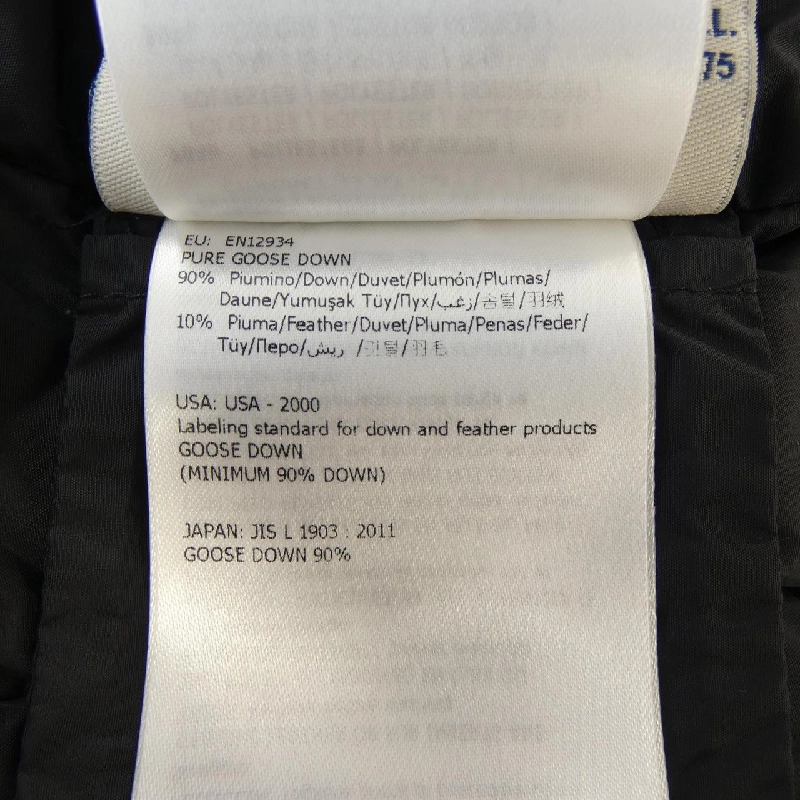 .L.
75
EU: EN12934
PURE GOOSE DOWN
90% Piumino/Down/Duvet/Plumón/Plumas/
Daune/Yumuşak Tüy/Пух/زغب/솜털/羽绒
10% Piuma/Feather/Duvet/Pluma/Penas/Feder/
Tüy/Перо/ريش /깃털/羽毛
USA: USA - 2000
Labeling standard for down and feather products
GOOSE DOWN
(MINIMUM 90% DOWN)
JAPAN: JIS L 1903 : 2011
GOOSE DOWN 90%